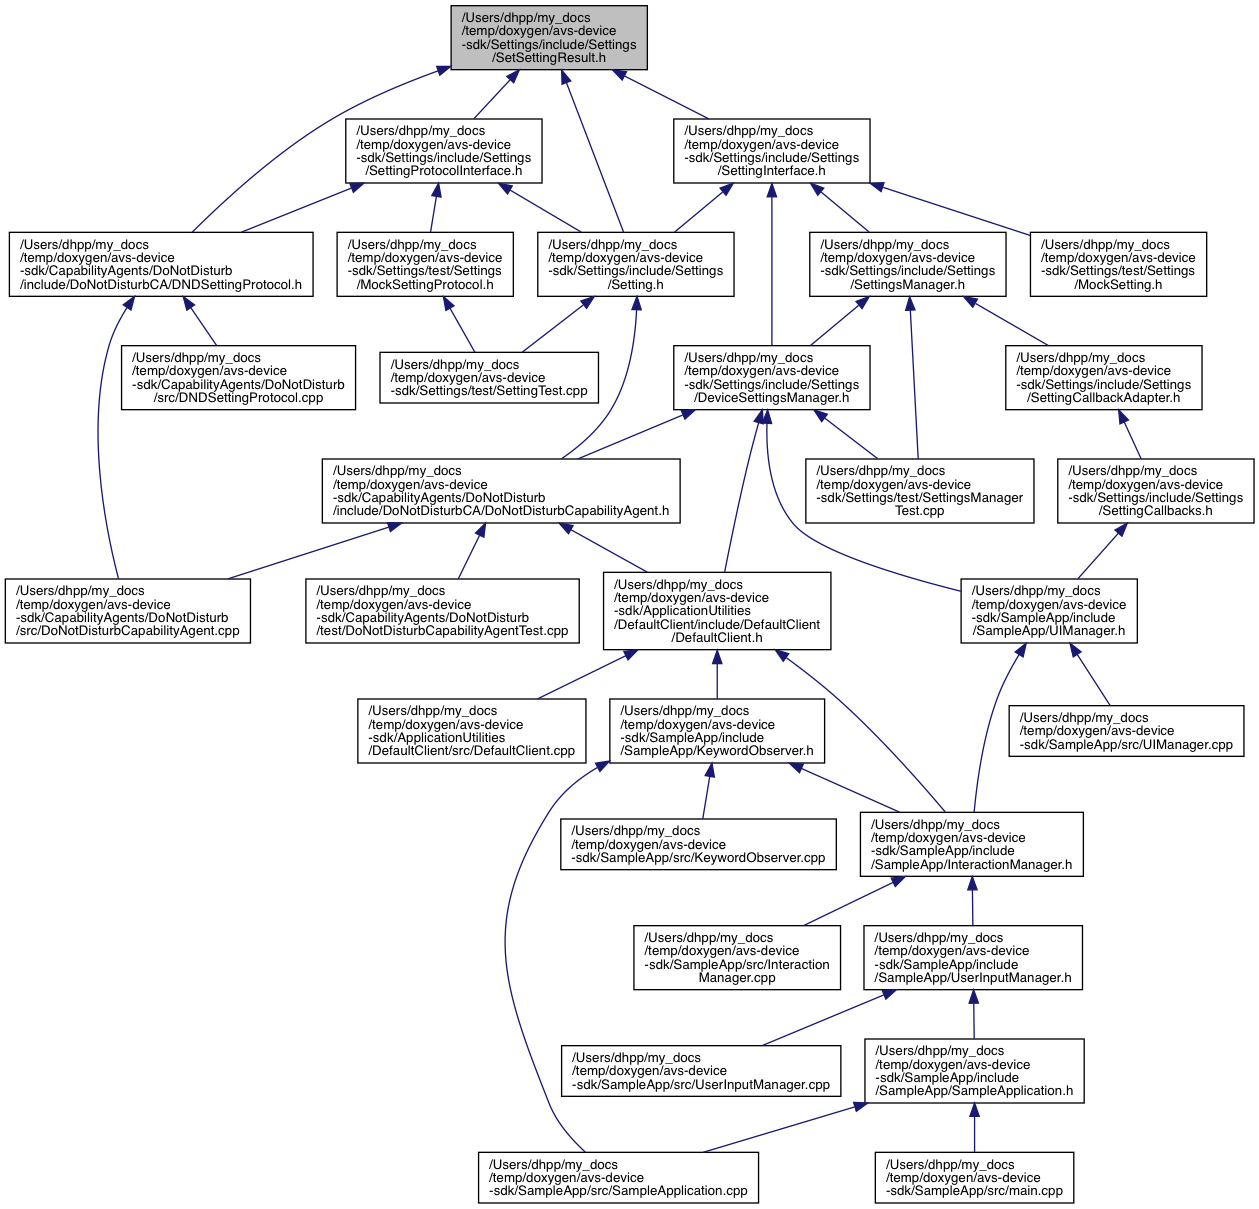 /Users/dhpp/my_docs
/temp/doxygen/avs-device
-sdk/Settings/include/Settings
/SetSettingResult.h
/Users/dhpp/my_docs
/temp/doxygen/avs-device
-sdk/Settings/include/Settings
/SettingProtocolInterface.h
/Users/dhpp/my_docs
/temp/doxygen/avs-device
-sdk/Settings/include/Settings
/SettingInterface.h
/Users/dhpp/my_docs
/temp/doxygen/avs-device
-sdk/CapabilityAgents/DoNotDisturb
/include/DoNotDisturbCA/DNDSettingProtocol.h
/Users/dhpp/my_docs
/temp/doxygen/avs-device
-sdk/Settings/test/Settings
/MockSettingProtocol.h
/Users/dhpp/my_docs
/temp/doxygen/avs-device
-sdk/Settings/include/Settings
/Setting.h
/Users/dhpp/my_docs
/temp/doxygen/avs-device
-sdk/Settings/include/Settings
/SettingsManager.h
/Users/dhpp/my_docs
/temp/doxygen/avs-device
-sdk/Settings/test/Settings
/MockSetting.h
/Users/dhpp/my_docs
/temp/doxygen/avs-device
-sdk/CapabilityAgents/DoNotDisturb
/src/DNDSettingProtocol.cpp
/Users/dhpp/my_docs
/temp/doxygen/avs-device
-sdk/Settings/test/SettingTest.cpp
/Users/dhpp/my_docs
/temp/doxygen/avs-device
-sdk/Settings/include/Settings
/DeviceSettingsManager.h
/Users/dhpp/my_docs
/temp/doxygen/avs-device
-sdk/Settings/include/Settings
/SettingCallbackAdapter.h
/Users/dhpp/my_docs
/temp/doxygen/avs-device
-sdk/CapabilityAgents/DoNotDisturb
/include/DoNotDisturbCA/DoNotDisturbCapabilityAgent.h
/Users/dhpp/my_docs
/temp/doxygen/avs-device
-sdk/Settings/test/SettingsManager
Test.cpp
/Users/dhpp/my_docs
/temp/doxygen/avs-device
-sdk/Settings/include/Settings
/SettingCallbacks.h
/Users/dhpp/my_docs
/temp/doxygen/avs-device
-sdk/CapabilityAgents/DoNotDisturb
/src/DoNotDisturbCapabilityAgent.cpp
/Users/dhpp/my_docs
/temp/doxygen/avs-device
-sdk/CapabilityAgents/DoNotDisturb
/test/DoNotDisturbCapabilityAgentTest.cpp
/Users/dhpp/my_docs
/temp/doxygen/avs-device
-sdk/ApplicationUtilities
/DefaultClient/include/DefaultClient
/DefaultClient.h
/Users/dhpp/my_docs
/temp/doxygen/avs-device
-sdk/SampleApp/include
/SampleApp/UIManager.h
/Users/dhpp/my_docs
/temp/doxygen/avs-device
-sdk/ApplicationUtilities
/DefaultClient/src/DefaultClient.cpp
/Users/dhpp/my_docs
/temp/doxygen/avs-device
-sdk/SampleApp/include
/SampleApp/KeywordObserver.h
/Users/dhpp/my_docs
/temp/doxygen/avs-device
-sdk/SampleApp/src/UIManager.cpp
/Users/dhpp/my_docs
/temp/doxygen/avs-device
-sdk/SampleApp/src/KeywordObserver.cpp
/Users/dhpp/my_docs
/temp/doxygen/avs-device
-sdk/SampleApp/include
/SampleApp/InteractionManager.h
/Users/dhpp/my_docs
/temp/doxygen/avs-device
-sdk/SampleApp/src/Interaction
Manager.cpp
/Users/dhpp/my_docs
/temp/doxygen/avs-device
-sdk/SampleApp/include
/SampleApp/UserInputManager.h
/Users/dhpp/my_docs
/temp/doxygen/avs-device
-sdk/SampleApp/src/UserInputManager.cpp
/Users/dhpp/my_docs
/temp/doxygen/avs-device
-sdk/SampleApp/include
/SampleApp/SampleApplication.h
/Users/dhpp/my_docs
/temp/doxygen/avs-device
-sdk/SampleApp/src/SampleApplication.cpp
/Users/dhpp/my_docs
/temp/doxygen/avs-device
-sdk/SampleApp/src/main.cpp